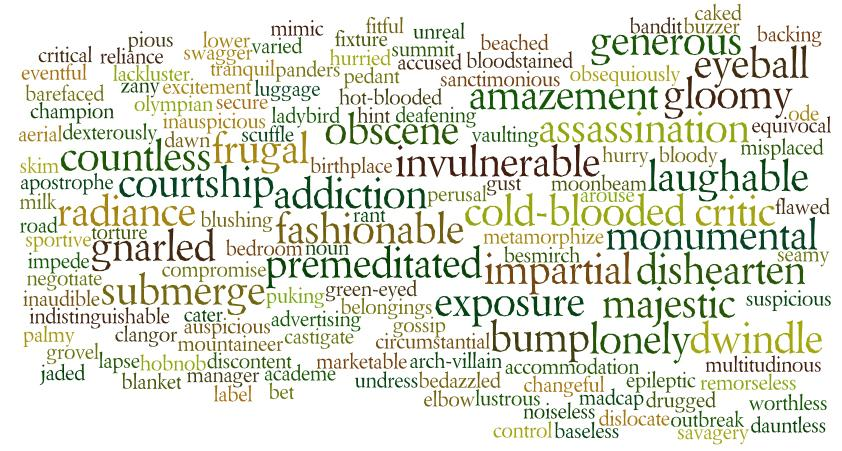 caked
mimic fitful unreal bandit buzzer
pious lower varied fixture summit beached generous backing
critical reliance swagger hurried accused bloodstained eyeball
eventful lackluster. tranquil panders pedant sanctimonious obsequiously
barefaced zany excitement luggage hot-blooded amazement gloomy
champion olympian secure ladybird hint deafening ode
aerial dexterously inauspicious scuffle obscene vaulting assassination equivocal
dawn misplaced
skim countless frugal birthplace invulnerable hurry bloody
apostrophe courtship addiction perusal gust moonbeam laughable
milk arouse
road radiance blushing rant fashionable cold-blooded critic flawed
sportive torture gnarled bedroom noun metamorphize monumental
impede compromise premeditated besmirch seamy
negotiate impartial dishearten
inaudible submerge puking green-eyed exposure majestic suspicious
indistinguishable cater auspicious advertising belongings
palmy clangor mountaineer castigate gossip circumstantial bump lonely dwindle
grovel lapse hobnob discontent marketable arch-villain accommodation multitudinous
jaded blanket manager academe undress bedazzled changeful epileptic remorseless
label bet elbow lustrous . madcap drugged worthless
noiseless dislocate outbreak dauntless
control baseless savagery